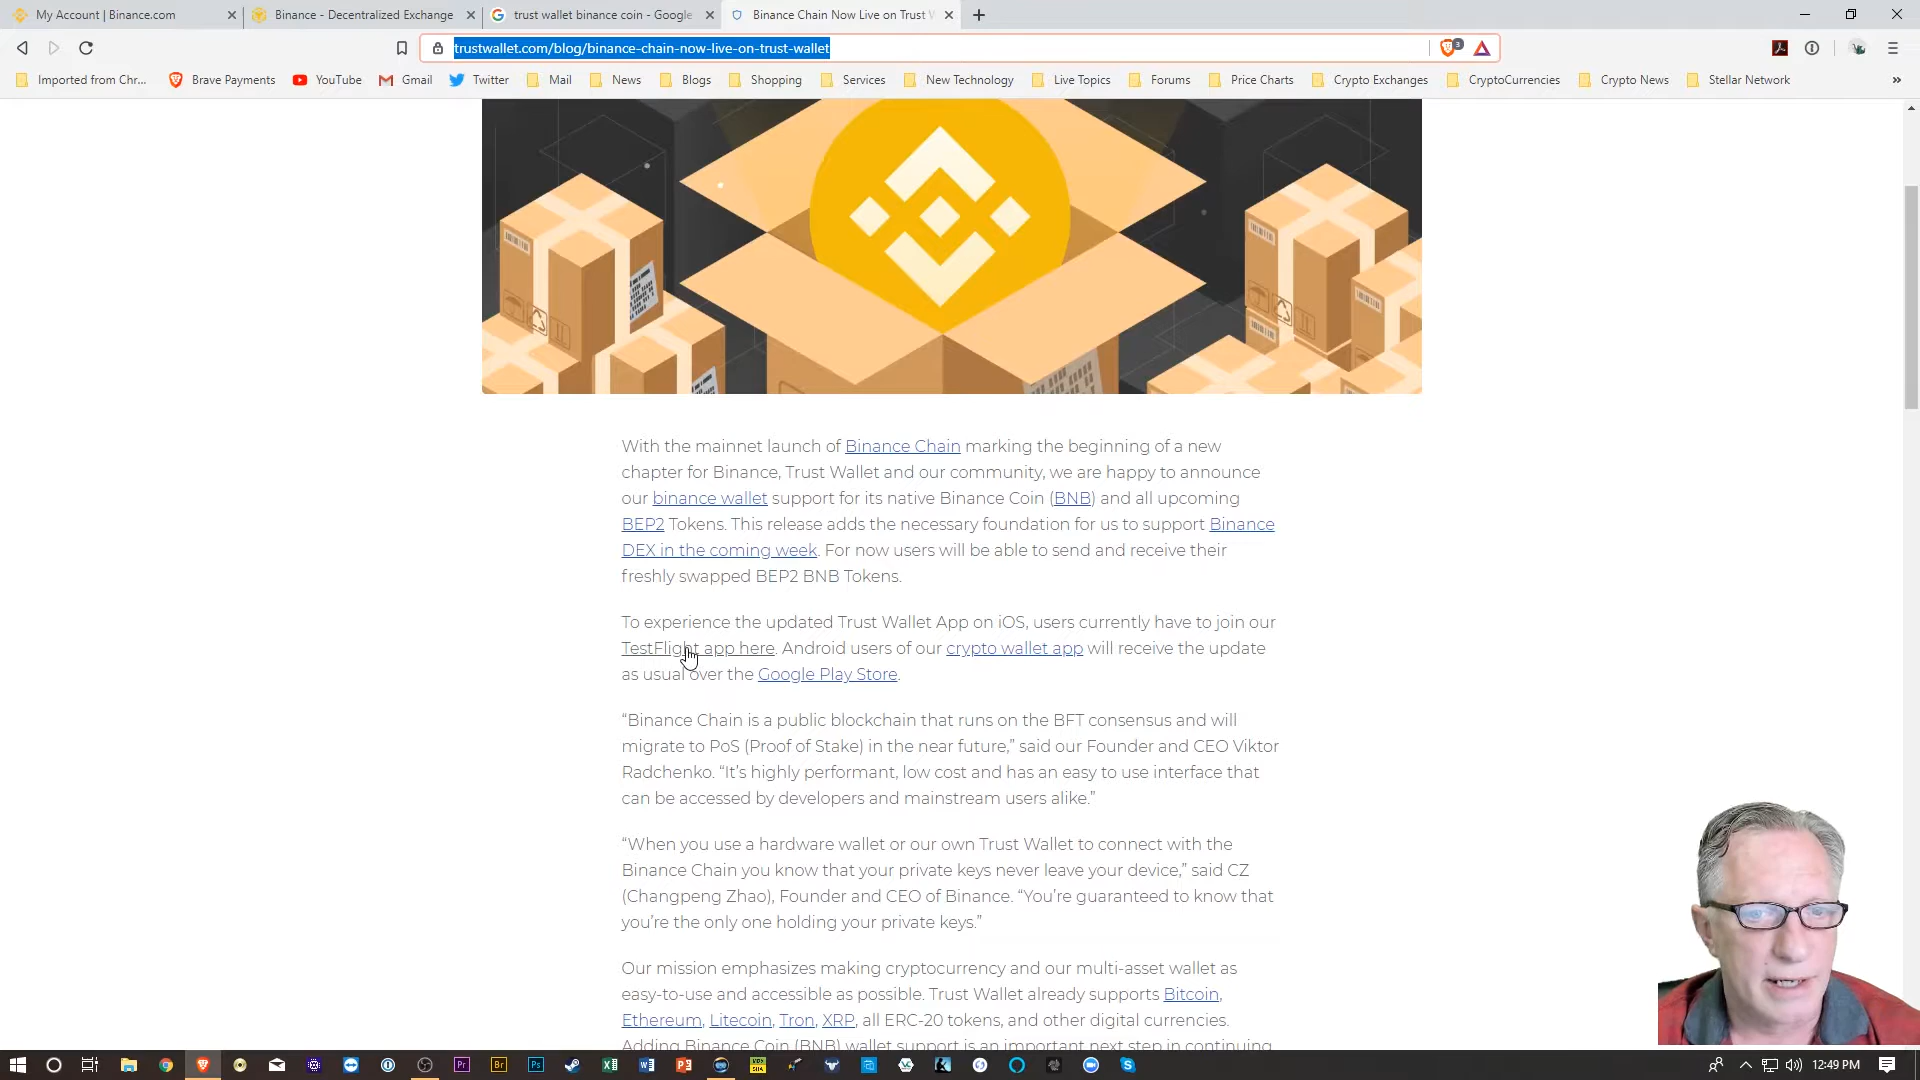 My Account | Binance.com
Binance - Decentralized Exchange
trust wallet binance coin - Google
Binance Chain Now Live on Trust W
trustwallet.com/blog/binance-chain-now-live-on-trust-wallet
3
Imported from Chr...
Brave Payments
YouTube
Gmail
Twitter
Mail
News
Blogs
Shopping
Services
New Technology
Live Topics
Forums
Price Charts
Crypto Exchanges
CryptoCurrencies
Crypto News
Stellar Network
»
With the mainnet launch of Binance Chain marking the beginning of a new
chapter for Binance, Trust Wallet and our community, we are happy to announce
our binance wallet support for its native Binance Coin (BNB) and all upcoming
BEP2 Tokens. This release adds the necessary foundation for us to support Binance
DEX in the coming week. For now users will be able to send and receive their
freshly swapped BEP2 BNB Tokens.
To experience the updated Trust Wallet App on iOS, users currently have to join our
TestFlight app here. Android users of our crypto wallet app will receive the update
as usual over the Google Play Store.
“Binance Chain is a public blockchain that runs on the BFT consensus and will
migrate to PoS (Proof of Stake) in the near future,” said our Founder and CEO Viktor
Radchenko. “It’s highly performant, low cost and has an easy to use interface that
can be accessed by developers and mainstream users alike.”
“When you use a hardware wallet or our own Trust Wallet to connect with the
Binance Chain you know that your private keys never leave your device,” said CZ
(Changpeng Zhao), Founder and CEO of Binance. “You’re guaranteed to know that
you’re the only one holding your private keys.”
Our mission emphasizes making cryptocurrency and our multi-asset wallet as
easy-to-use and accessible as possible. Trust Wallet already supports Bitcoin,
Ethereum, Litecoin, Tron, XRP, all ERC-20 tokens, and other digital currencies.
Adding Binance Coin (BNB) wallet support is an important next step in continuing
Pr
Br
Ps
12:49 PM